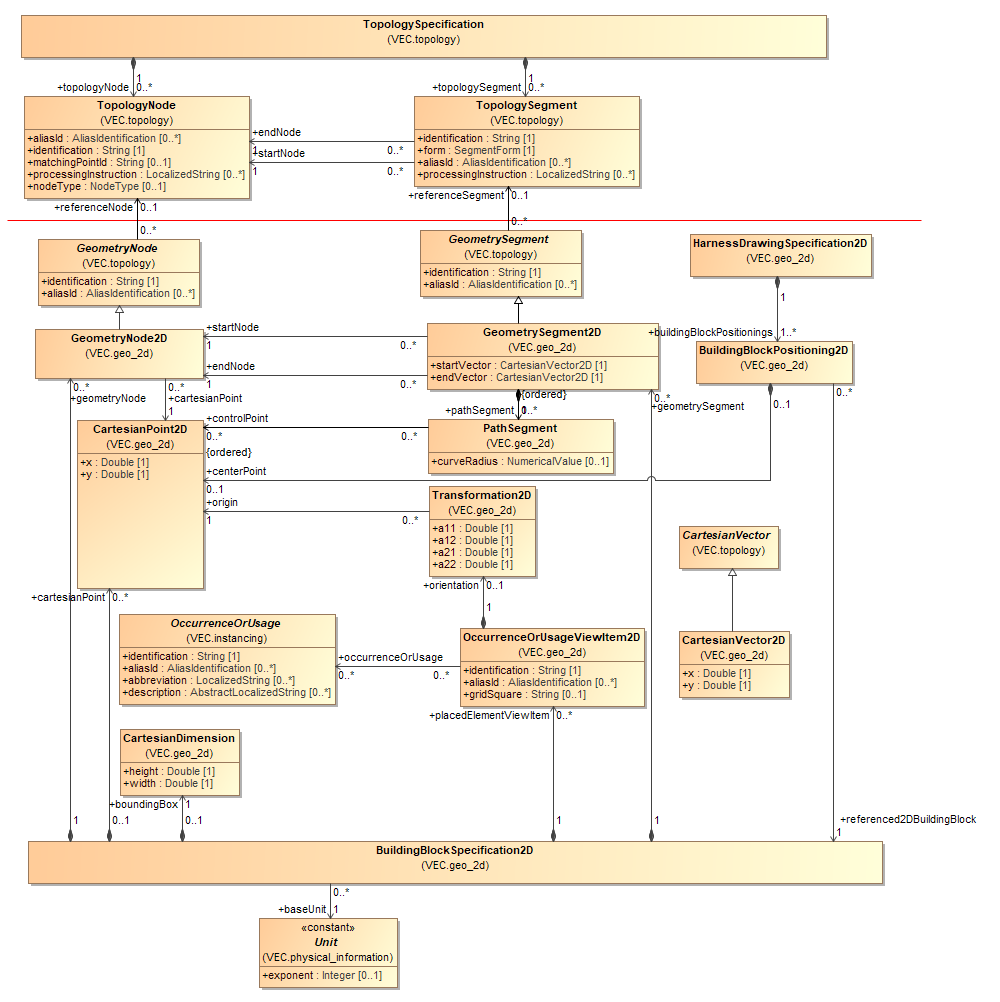 TopologySpecification
(VEC.topology)
1
+topologyNode 0..*
1
+topologySegment 0..*
TopologyNode
(VEC.topology)
+aliasId : AliasIdentification [0..*]
+identification : String [1]
+matchingPointId : String [0..1]
+processingInstruction : LocalizedString [0..*]
+nodeType : NodeType [0..1]
TopologySegment
(VEC.topology)
+identification : String [1]
+form : SegmentForm [1]
+aliasId : AliasIdentification [0..*]
+processingInstruction : LocalizedString [0..*]
+endNode
1
0..*
+startNode
1
0..*
+referenceNode 0..1
0..*
+referenceSegment 0..1
0..*
GeometryNode
(VEC.topology)
+identification : String [1]
+aliasId : AliasIdentification [0..*]
GeometrySegment
(VEC.topology)
+identification : String [1]
+aliasId : AliasIdentification [0..*]
HarnessDrawingSpecification2D
(VEC.geo_2d)
1
+buildingBlockPositionings 1..*
GeometryNode2D
(VEC.geo_2d)
+startNode
1
0..*
+endNode
1
0..*
GeometrySegment2D
(VEC.geo_2d)
+startVector : CartesianVector2D [1]
+endVector : CartesianVector2D [1]
BuildingBlockPositioning2D
(VEC.geo_2d)
0..1
0..*
0..*
+geometryNode
0..*
+cartesianPoint
1
{ordered}
1
+pathSegment 0..*
0..*
+geometrySegment
CartesianPoint2D
(VEC.geo_2d)
+x : Double [1]
+y : Double [1]
+controlPoint
0..*
0..*
{ordered}
+centerPoint
0..1
+origin
1
0..*
PathSegment
(VEC.geo_2d)
+curveRadius : NumericalValue [0..1]
Transformation2D
(VEC.geo_2d)
+a11 : Double [1]
+a12 : Double [1]
+a21 : Double [1]
+a22 : Double [1]
+orientation 0..1
1
CartesianVector
(VEC.topology)
CartesianVector2D
(VEC.geo_2d)
+x : Double [1]
+y : Double [1]
+cartesianPoint 0..*
OccurrenceOrUsage
(VEC.instancing)
+identification : String [1]
+aliasId : AliasIdentification [0..*]
+abbreviation : LocalizedString [0..*]
+description : AbstractLocalizedString [0..*]
+occurrenceOrUsage
0..*
0..*
OccurrenceOrUsageViewItem2D
(VEC.geo_2d)
+identification : String [1]
+aliasId : AliasIdentification [0..*]
+gridSquare : String [0..1]
+placedElementViewItem 0..*
CartesianDimension
(VEC.geo_2d)
+height : Double [1]
+width : Double [1]
+boundingBox 1
1
0..1
0..1
1
1
+referenced2DBuildingBlock
1
BuildingBlockSpecification2D
(VEC.geo_2d)
0..*
+baseUnit 1
«constant»
Unit
(VEC.physical_information)
+exponent : Integer [0..1]